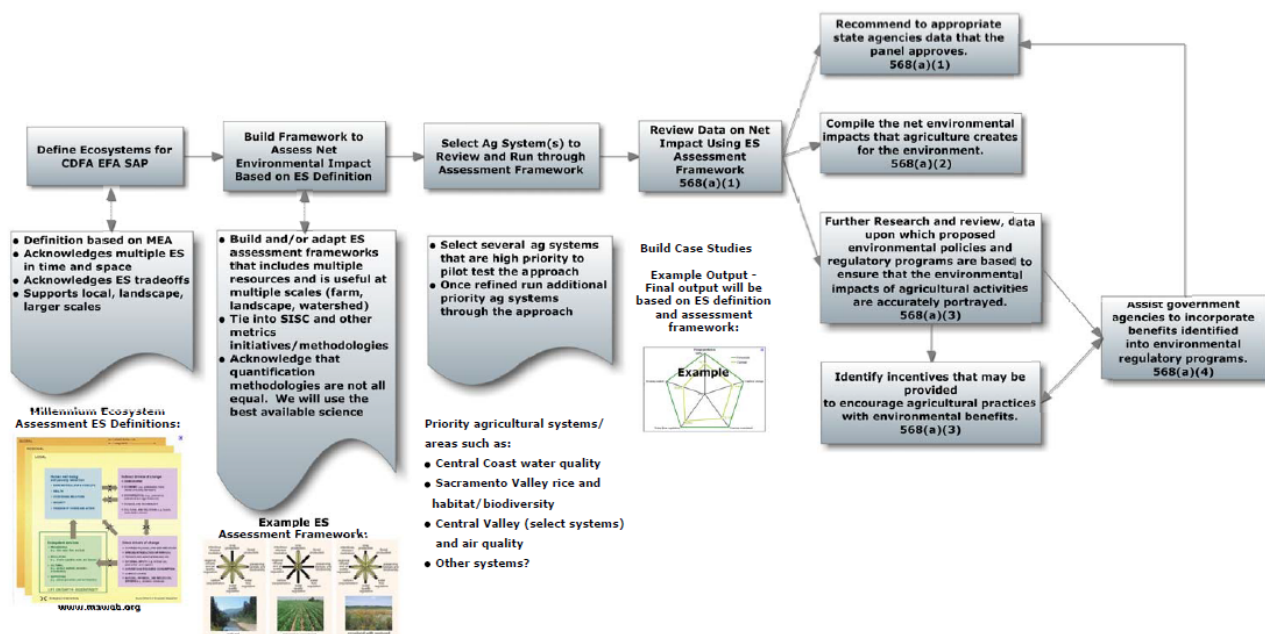 Define Ecosystems for
CDFA EFA SAP
Build Framework to
Assess Net
Environmental Impact
Based on ES Definition
Select Ag System(s) to
Review and Run through
Assessment Framework
Review Data on Net
Impact Using ES
Assessment
Framework
568(a)(1)
Recommend to appropriate
state agencies data that the
panel approves.
568(a)(1)
Compile the net environmental
impacts that agriculture creates
for the environment.
568(a)(2)
Further Research and review, data
upon which proposed
environmental policies and
regulatory programs are based to
ensure that the environmental
impacts of agricultural activities
are accurately portrayed.
568(a)(3)
Identify incentives that may be
provided
to encourage agricultural practices
with environmental benefits.
568(a)(3)
Assist government
agencies to incorporate
benefits identified
into environmental
regulatory programs.
568(a)(4)
● Definition based on MEA
● Acknowledges multiple ES
in time and space
● Acknowledges ES tradeoffs
● Supports local, landscape,
larger scales
Millennium Ecosystem
Assessment ES Definitions:
www.maweb.org
● Build and/or adapt ES
assessment frameworks
that includes multiple
resources and is useful at
multiple scales (farm,
landscape, watershed)
● Tie into SISC and other
metrics
initiatives/methodologies
● Acknowledge that
quantification
methodologies are not all
equal. We will use the
best available science
Example ES
Assessment Framework:
● Select several ag systems
that are high priority to
pilot test the approach
● Once refined run additional
priority ag systems
through the approach
Priority agricultural systems/
areas such as:
● Central Coast water quality
● Sacramento Valley rice and
habitat/biodiversity
● Central Valley (select systems)
and air quality
● Other systems?
Build Case Studies
Example Output -
Final output will be
based on ES definition
and assessment
framework:
Example